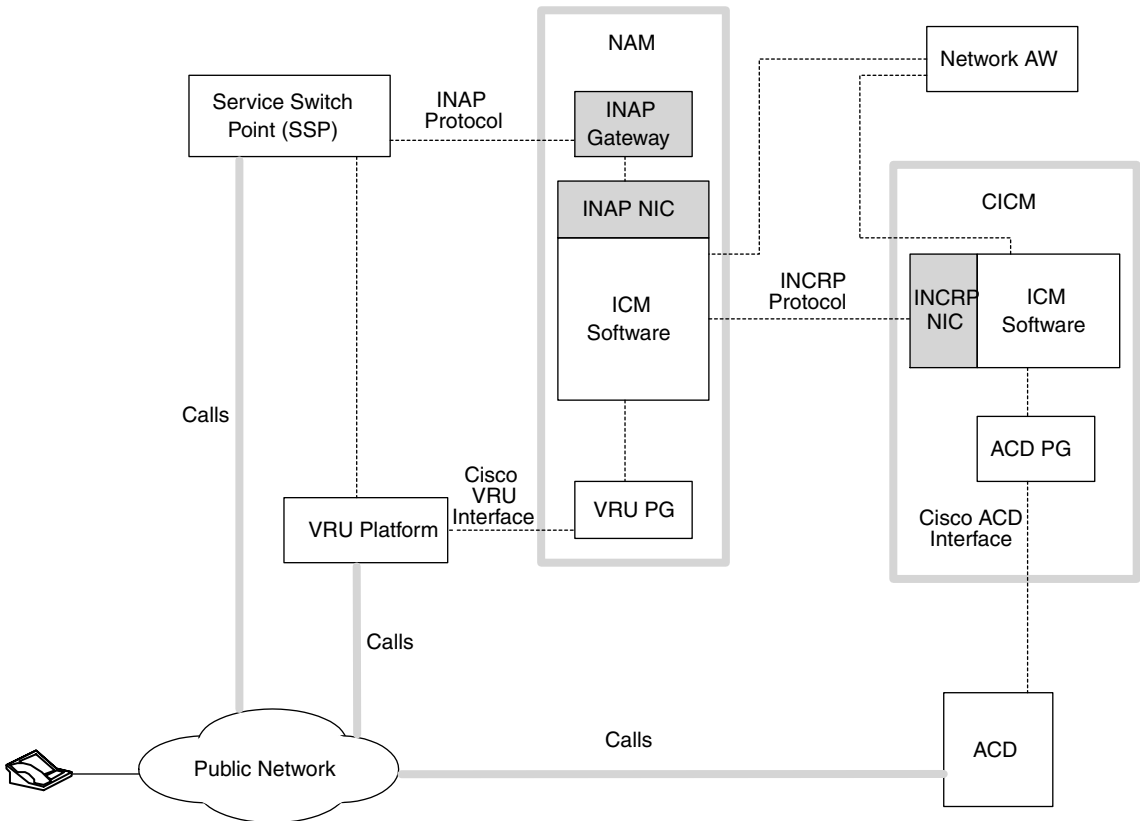 NAM
Network AW
Service Switch
Point (SSP)
INAP
Protocol
INAP
Gateway
INAP NIC
CICM
ICM
Software
INCRP
Protocol
INCRP
NIC
ICM
Software
Calls
ACD PG
Cisco
VRU
Interface
VRU Platform
VRU PG
Cisco ACD
Interface
Calls
Calls
Public Network
ACD